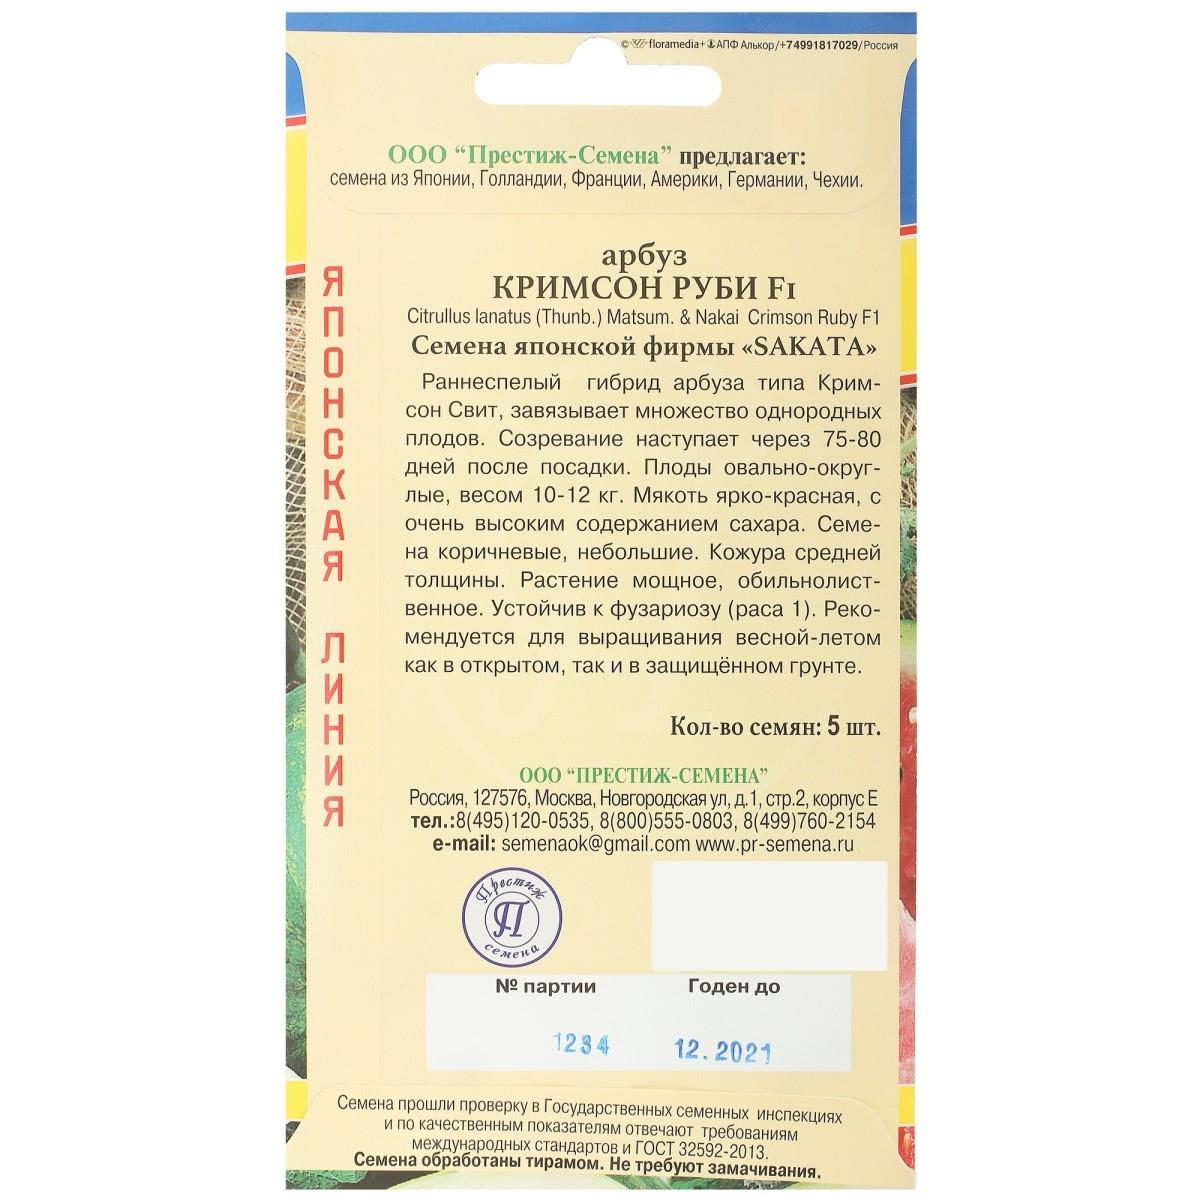 © floramedia+ АПФ Алькор/+74991817029/Россия
ООО “Престиж-Семена” предлагает:
семена из Японии, Голландии, Франции, Америки, Германии, Чехии.
ЯПОНСКАЯ ЛИНИЯ
арбуз
КРИМСОН РУБИ F1
Citrullus lanatus (Thunb.) Matsum. & Nakai Crimson Ruby F1
Семена японской фирмы «SAKATA»
Раннеспелый гибрид арбуза типа Крим-
сон Свит, завязывает множество однородных
плодов. Созревание наступает через 75-80
дней после посадки. Плоды овально-округ-
лые, весом 10-12 кг. Мякоть ярко-красная, с
очень высоким содержанием сахара. Семе-
на коричневые, небольшие. Кожура средней
толщины. Растение мощное, обильнолист-
венное. Устойчив к фузариозу (раса 1). Реко-
мендуется для выращивания весной-летом
как в открытом, так и в защищённом грунте.
Кол-во семян: 5 шт.
ООО “ПРЕСТИЖ-СЕМЕНА”
Россия, 127576, Москва, Новгородская ул, д.1, стр.2, корпус Е
тел.:8(495)120-0535, 8(800)555-0803, 8(499)760-2154
e-mail: semenaok@gmail.com www.pr-semena.ru
Престиж
П
семена
№ партии Годен до
1234 12.2021
Семена прошли проверку в Государственных семенных инспекциях
и по качественным показателям отвечают требованиям
международных стандартов и ГОСТ 32592-2013.
Семена обработаны тирамом. Не требуют замачивания.